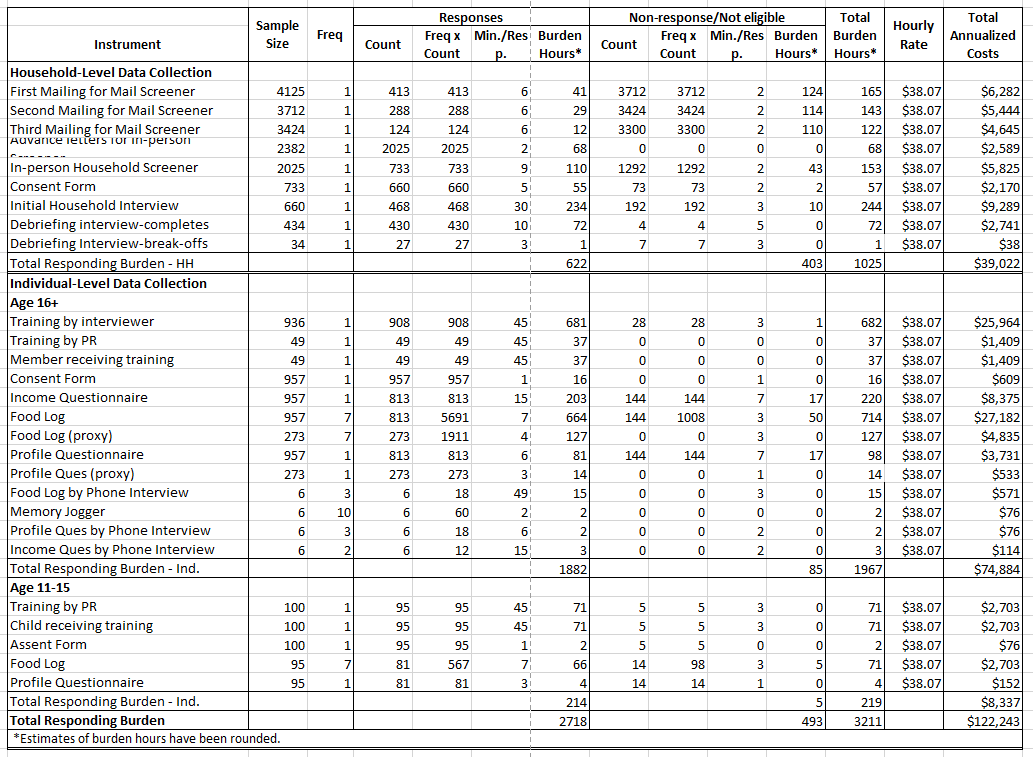 Responses Non-response/Not eligible
Instrument Sample Size Freq Count Freq x Count Min./Resp. Burden Hours* Count Freq x Count Min./Resp. Burden Hours* Total Burden Hours* Hourly Rate Total Annualized Costs
Household-Level Data Collection
First Mailing for Mail Screener 4125 1 413 413 6 41 3712 3712 2 124 165 $38.07 $6,282
Second Mailing for Mail Screener 3712 1 288 288 6 29 3424 3424 2 114 143 $38.07 $5,444
Third Mailing for Mail Screener 3424 1 124 124 6 12 3300 3300 2 110 122 $38.07 $4,645
Advance letters for in-person 2382 1 2025 2025 2 68 0 0 0 0 68 $38.07 $2,589
In-person Household Screener 2025 1 733 733 9 110 1292 1292 2 43 153 $38.07 $5,825
Consent Form 733 1 660 660 5 55 73 73 2 2 57 $38.07 $2,170
Initial Household Interview 660 1 468 468 30 234 192 192 3 10 244 $38.07 $9,289
Debriefing interview-completes 434 1 430 430 10 72 4 4 5 0 72 $38.07 $2,741
Debriefing Interview-break-offs 34 1 27 27 3 1 7 7 3 0 1 $38.07 $38
Total Responding Burden - HH 622 403 1025 $39,022
Individual-Level Data Collection
Age 16+
Training by interviewer 936 1 908 908 45 681 28 28 3 1 682 $38.07 $25,964
Training by PR 49 1 49 49 45 37 0 0 0 0 37 $38.07 $1,409
Member receiving training 49 1 49 49 45 37 0 0 0 0 37 $38.07 $1,409
Consent Form 957 1 957 957 1 16 0 0 1 0 16 $38.07 $609
Income Questionnaire 957 1 813 813 15 203 144 144 7 17 220 $38.07 $8,375
Food Log 957 7 813 5691 7 664 144 1008 3 50 714 $38.07 $27,182
Food Log (proxy) 273 7 273 1911 4 127 0 0 3 0 127 $38.07 $4,835
Profile Questionnaire 957 1 813 813 6 81 144 144 7 17 98 $38.07 $3,731
Profile Ques (proxy) 273 1 273 273 3 14 0 0 1 0 14 $38.07 $533
Food Log by Phone Interview 6 3 6 18 49 15 0 0 3 0 15 $38.07 $571
Memory Jogger 6 10 6 60 2 2 0 0 0 0 2 $38.07 $76
Profile Ques by Phone Interview 6 3 6 18 6 2 0 0 2 0 2 $38.07 $76
Income Ques by Phone Interview 6 2 6 12 15 3 0 0 2 0 3 $38.07 $114
Total Responding Burden - Ind. 1882 85 1967 $74,884
Age 11-15
Training by PR 100 1 95 95 45 71 5 5 3 0 71 $38.07 $2,703
Child receiving training 100 1 95 95 45 71 5 5 3 0 71 $38.07 $2,703
Assent Form 100 1 95 95 1 2 5 5 0 0 2 $38.07 $76
Food Log 95 7 81 567 7 66 14 98 3 5 71 $38.07 $2,703
Profile Questionnaire 95 1 81 81 3 4 14 14 1 0 4 $38.07 $152
Total Responding Burden - Ind. 214 5 219 $8,337
Total Responding Burden 2718 493 3211 $122,243
*Estimates of burden hours have been rounded.